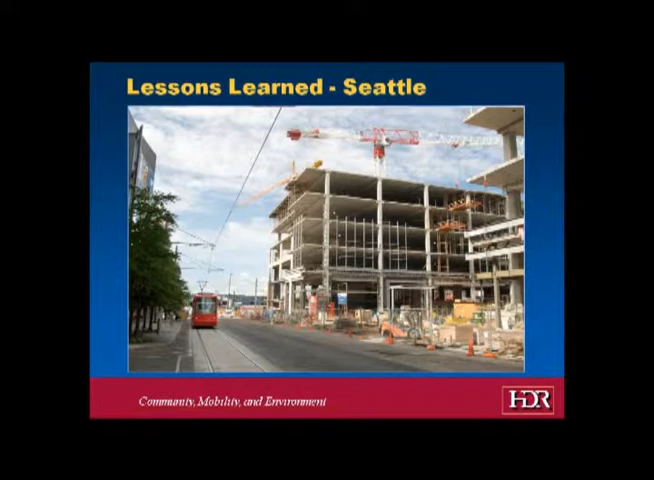 Lessons Learned - Seattle
Community, Mobility, and Environment
HDR